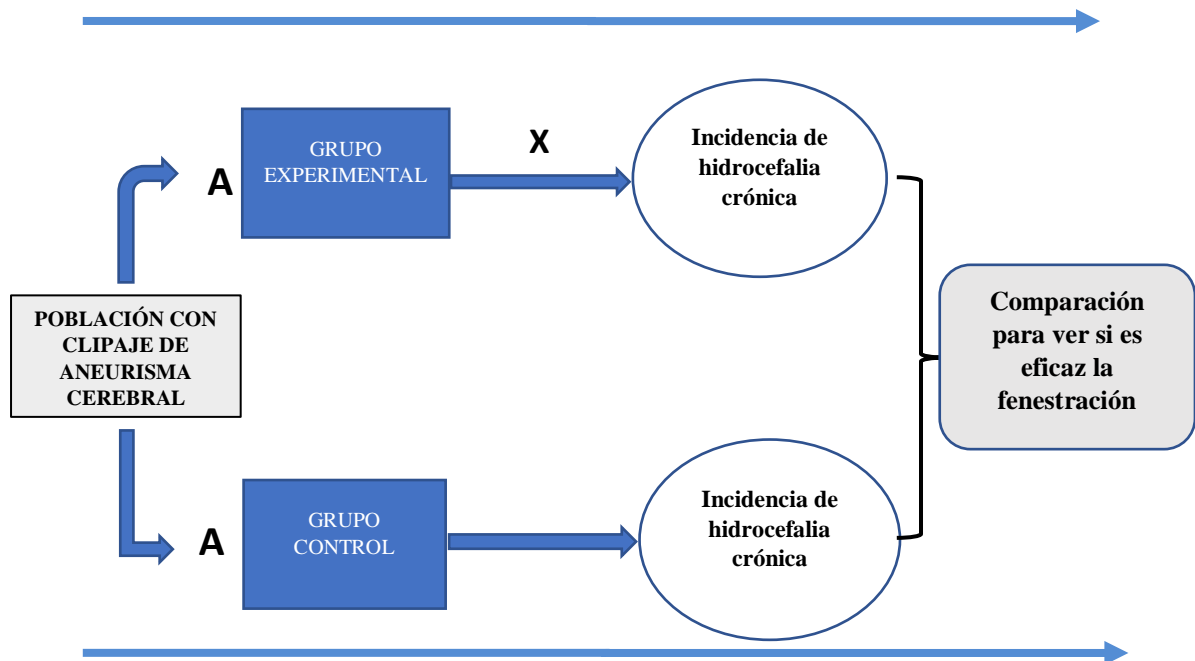 A
GRUPO
EXPERIMENTAL
X
Incidencia de
hidrocefalia
crónica
POBLACIÓN CON
CLIPAJE DE
ANEURISMA
CEREBRAL
Comparación
para ver si es
eficaz la
fenestración
A
GRUPO
CONTROL
Incidencia de
hidrocefalia
crónica